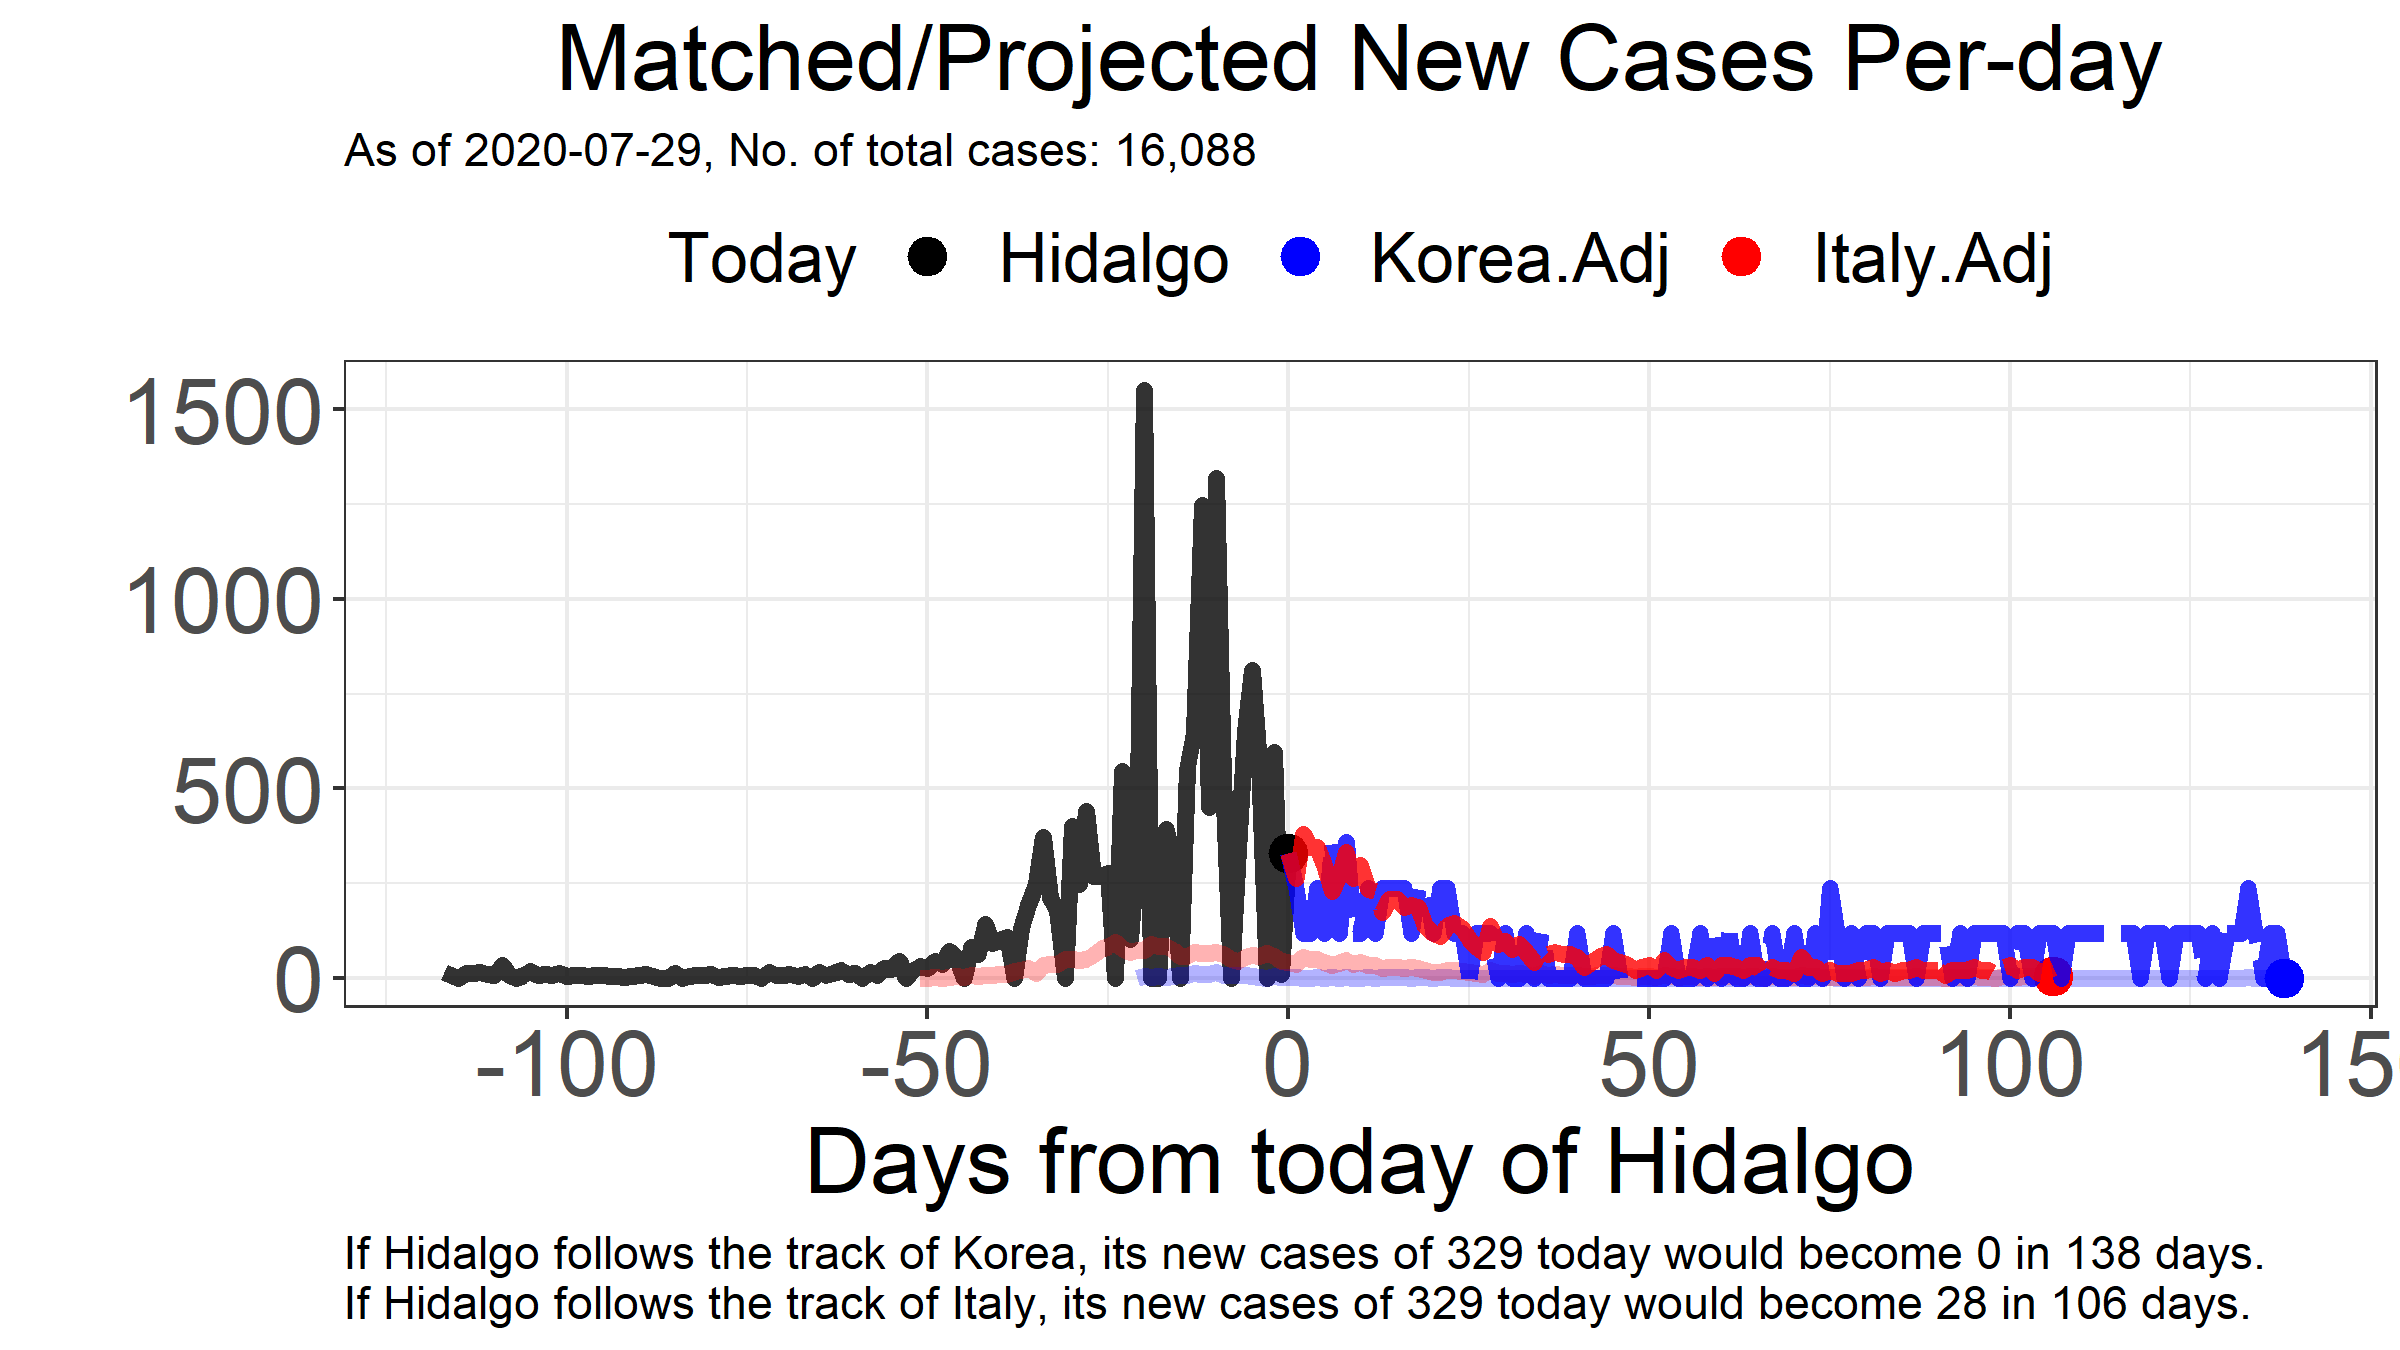 Matched/Projected New Cases Per-day
As of 2020-07-29, No. of total cases: 16,088
Today Hidalgo Korea.Adj Italy.Adj
1500
1000
500
0
-100 -50 0 50 100 15
Days from today of Hidalgo
If Hidalgo follows the track of Korea, its new cases of 329 today would become 0 in 138 days.
If Hidalgo follows the track of Italy, its new cases of 329 today would become 28 in 106 days.